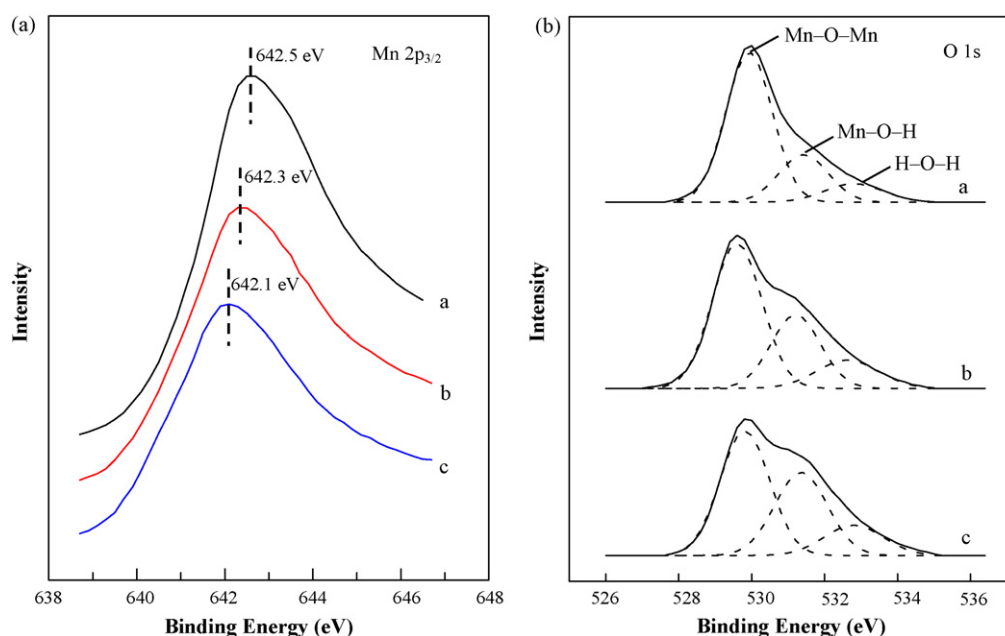 (a)
642.5 eV
Mn 2p3/2
642.3 eV
642.1 eV
a
b
c
Intensity
638 640 642 644 646 648
Binding Energy (eV)
(b)
Mn–O–Mn
O 1s
Mn–O–H
H–O–H
a
b
c
Intensity
526 528 530 532 534 536
Binding Energy (eV)